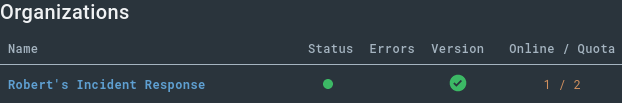 Organizations
Name Status Errors Version Online / Quota
Robert's Incident Response 1 / 2